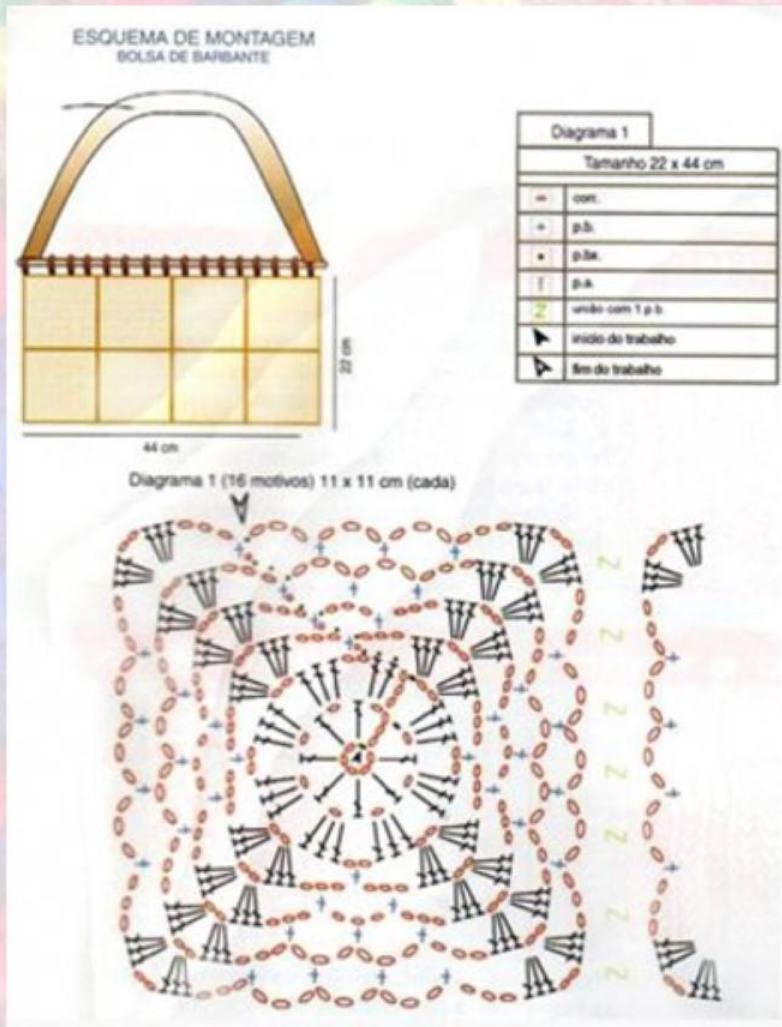 ESQUEMA DE MONTAGEM
BOLSA DE BARBANTE
Diagrama 1
Tamanho 22 x 44 cm
corr.
p.b.
p.bx.
p.a.
Z união com 1 p.b.
início do trabalho
fim do trabalho
22 cm
44 cm
Diagrama 1 (16 motivos) 11 x 11 cm (cada)
Z
Z
Z
Z
Z
Z
Z